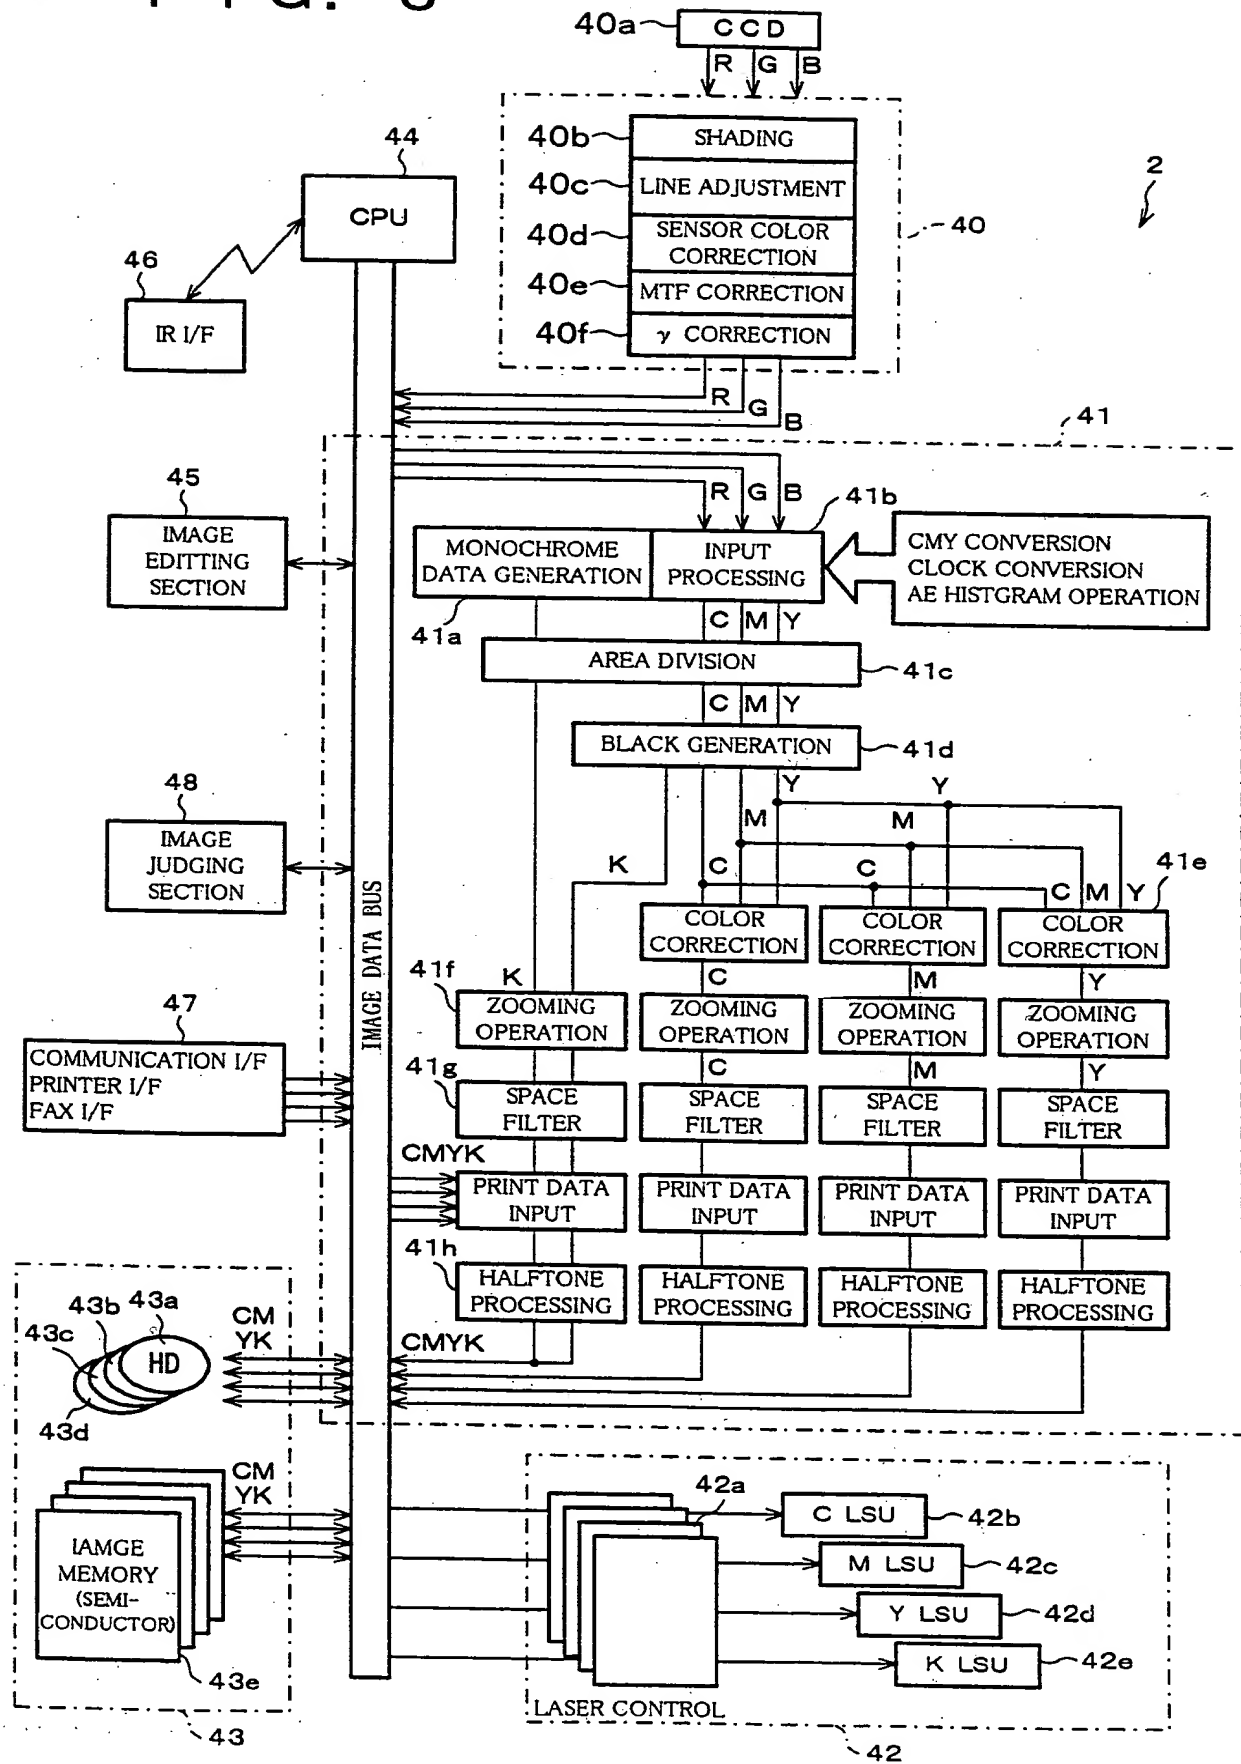 40a
CCD
R G B
40b
SHADING
40c
LINE ADJUSTMENT
40d
SENSOR COLOR
CORRECTION
40e
MTF CORRECTION
40f
γ CORRECTION
40
2
44
CPU
46
IR I/F
R
G
B
41
45
IMAGE
EDITTING
SECTION
R G B
41b
MONOCHROME
DATA GENERATION
INPUT
PROCESSING
CMY CONVERSION
CLOCK CONVERSION
AE HISTGRAM OPERATION
41a
C M Y
AREA DIVISION
41c
C M Y
BLACK GENERATION
41d
Y
Y
M
M
48
IMAGE
JUDGING
SECTION
K
C
C
C M Y
41e
COLOR
CORRECTION
COLOR
CORRECTION
COLOR
CORRECTION
IMAGE DATA BUS
41f
K
C
M
Y
ZOOMING
OPERATION
ZOOMING
OPERATION
ZOOMING
OPERATION
ZOOMING
OPERATION
47
COMMUNICATION I/F
PRINTER I/F
FAX I/F
41g
C
M
Y
SPACE
FILTER
SPACE
FILTER
SPACE
FILTER
SPACE
FILTER
CMYK
PRINT DATA
INPUT
PRINT DATA
INPUT
PRINT DATA
INPUT
PRINT DATA
INPUT
41h
HALFTONE
PROCESSING
HALFTONE
PROCESSING
HALFTONE
PROCESSING
HALFTONE
PROCESSING
CMYK
43a
43b
43c
43d
HD
CM
YK
CM
YK
IAMGE
MEMORY
(SEMI-
CONDUCTOR)
43e
43
42a
C LSU
42b
M LSU
42c
Y LSU
42d
K LSU
42e
LASER CONTROL
42